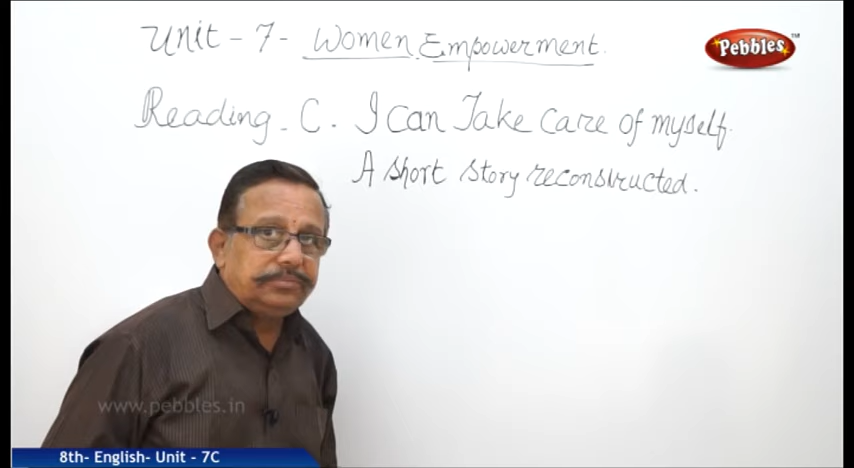 Unit - 7 - Women Empowerment.
Pebbles™
Reading - C - I can Take care of myself.
A short story reconstructed.
www.pebbles.in
8th- English- Unit - 7C